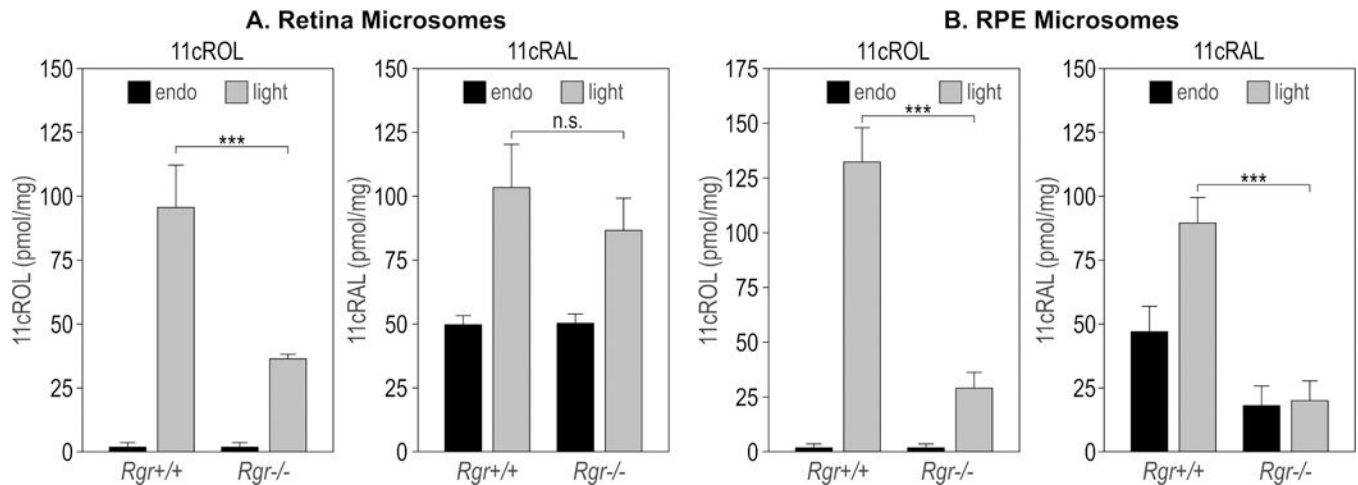 A. Retina Microsomes
B. RPE Microsomes
11cROL
11cROL (pmol/mg)
150
125
100
75
50
25
0
endo
light
***
Rgr+/+
Rgr-/-
11cRAL
11cRAL (pmol/mg)
150
125
100
75
50
25
0
endo
light
n.s.
Rgr+/+
Rgr-/-
11cROL
11cROL (pmol/mg)
175
150
125
100
75
50
25
0
endo
light
***
Rgr+/+
Rgr-/-
11cRAL
11cRAL (pmol/mg)
150
125
100
75
50
25
0
endo
light
***
Rgr+/+
Rgr-/-